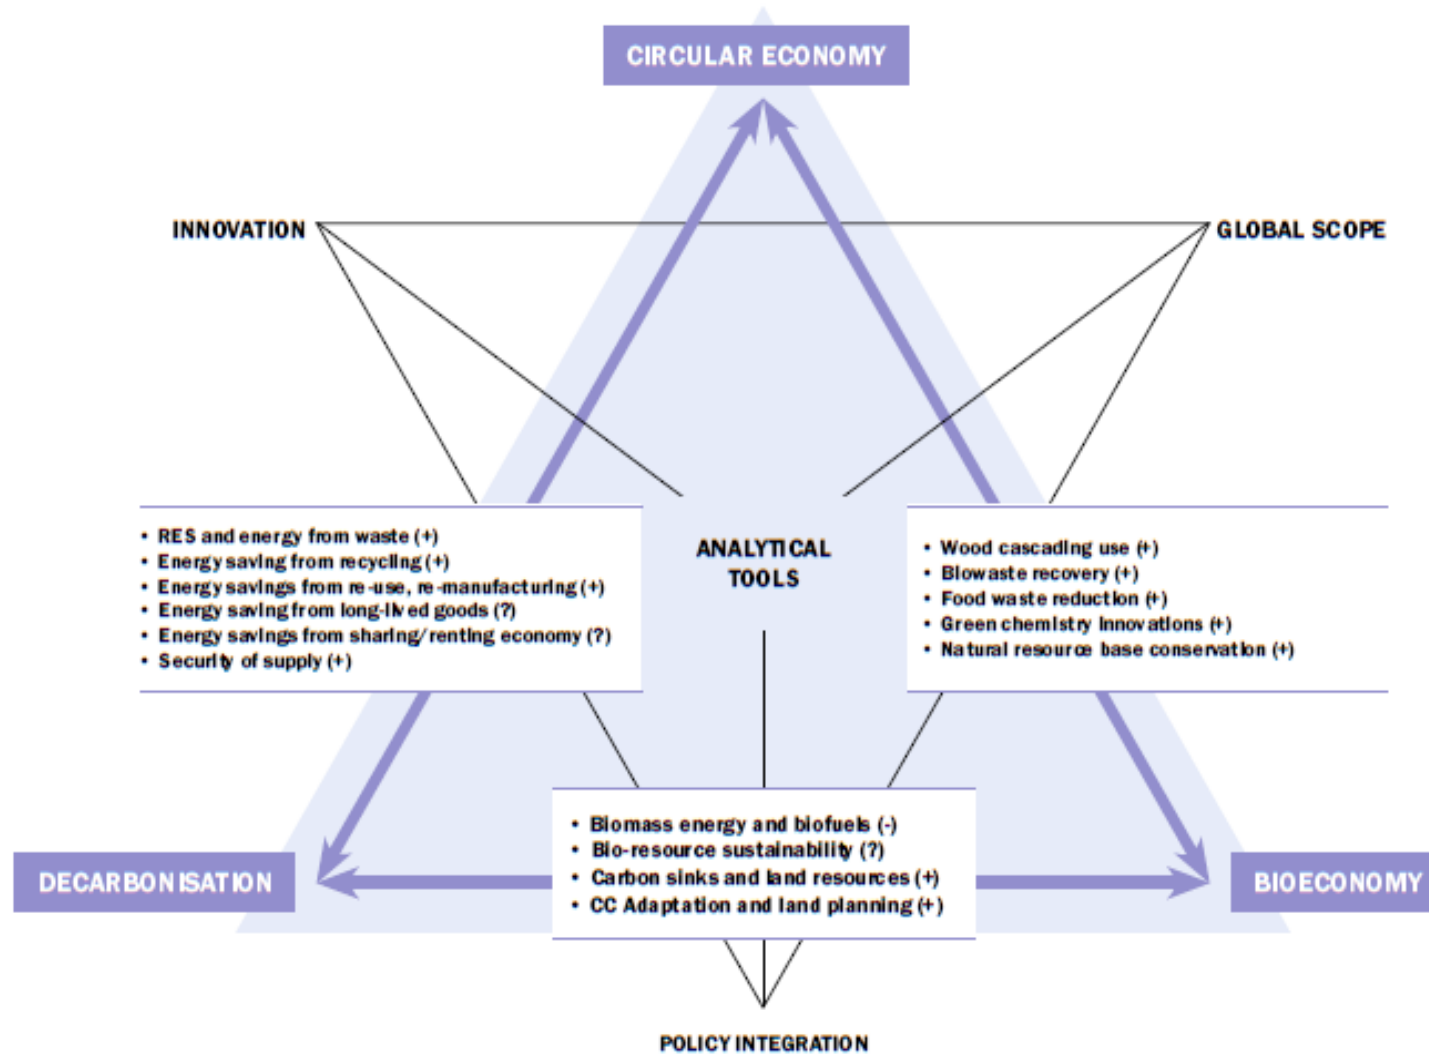 CIRCULAR ECONOMY
INNOVATION
GLOBAL SCOPE
• RES and energy from waste (+)
• Energy saving from recycling (+)
• Energy savings from re-use, re-manufacturing (+)
• Energy saving from long-lived goods (?)
• Energy savings from sharing/renting economy (?)
• Security of supply (+)
ANALYTICAL
TOOLS
• Wood cascading use (+)
• Biowaste recovery (+)
• Food waste reduction (+)
• Green chemistry innovations (+)
• Natural resource base conservation (+)
• Biomass energy and biofuels (-)
• Bio-resource sustainability (?)
• Carbon sinks and land resources (+)
• CC Adaptation and land planning (+)
DECARBONISATION
BIOECONOMY
POLICY INTEGRATION